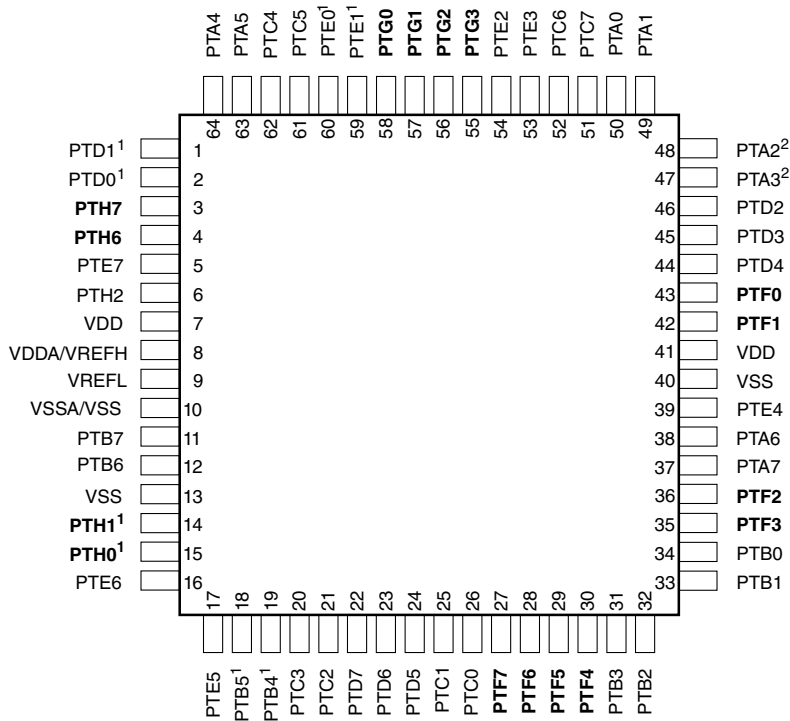 PTA4 PTA5 PTC4 PTC5 PTE0¹ PTE1¹ PTG0 PTG1 PTG2 PTG3 PTE2 PTE3 PTC6 PTC7 PTA0 PTA1
64 63 62 61 60 59 58 57 56 55 54 53 52 51 50 49
PTD1¹ 1 48 PTA2²
PTD0¹ 2 47 PTA3²
PTH7 3 46 PTD2
PTH6 4 45 PTD3
PTE7 5 44 PTD4
PTH2 6 43 PTF0
VDD 7 42 PTF1
VDDA/VREFH 8 41 VDD
VREFL 9 40 VSS
VSSA/VSS 10 39 PTE4
PTB7 11 38 PTA6
PTB6 12 37 PTA7
VSS 13 36 PTF2
PTH1¹ 14 35 PTF3
PTH0¹ 15 34 PTB0
PTE6 16 33 PTB1
17 18 19 20 21 22 23 24 25 26 27 28 29 30 31 32
PTE5 PTB5¹ PTB4¹ PTC3 PTC2 PTD7 PTD6 PTD5 PTC1 PTC0 PTF7 PTF6 PTF5 PTF4 PTB3 PTB2